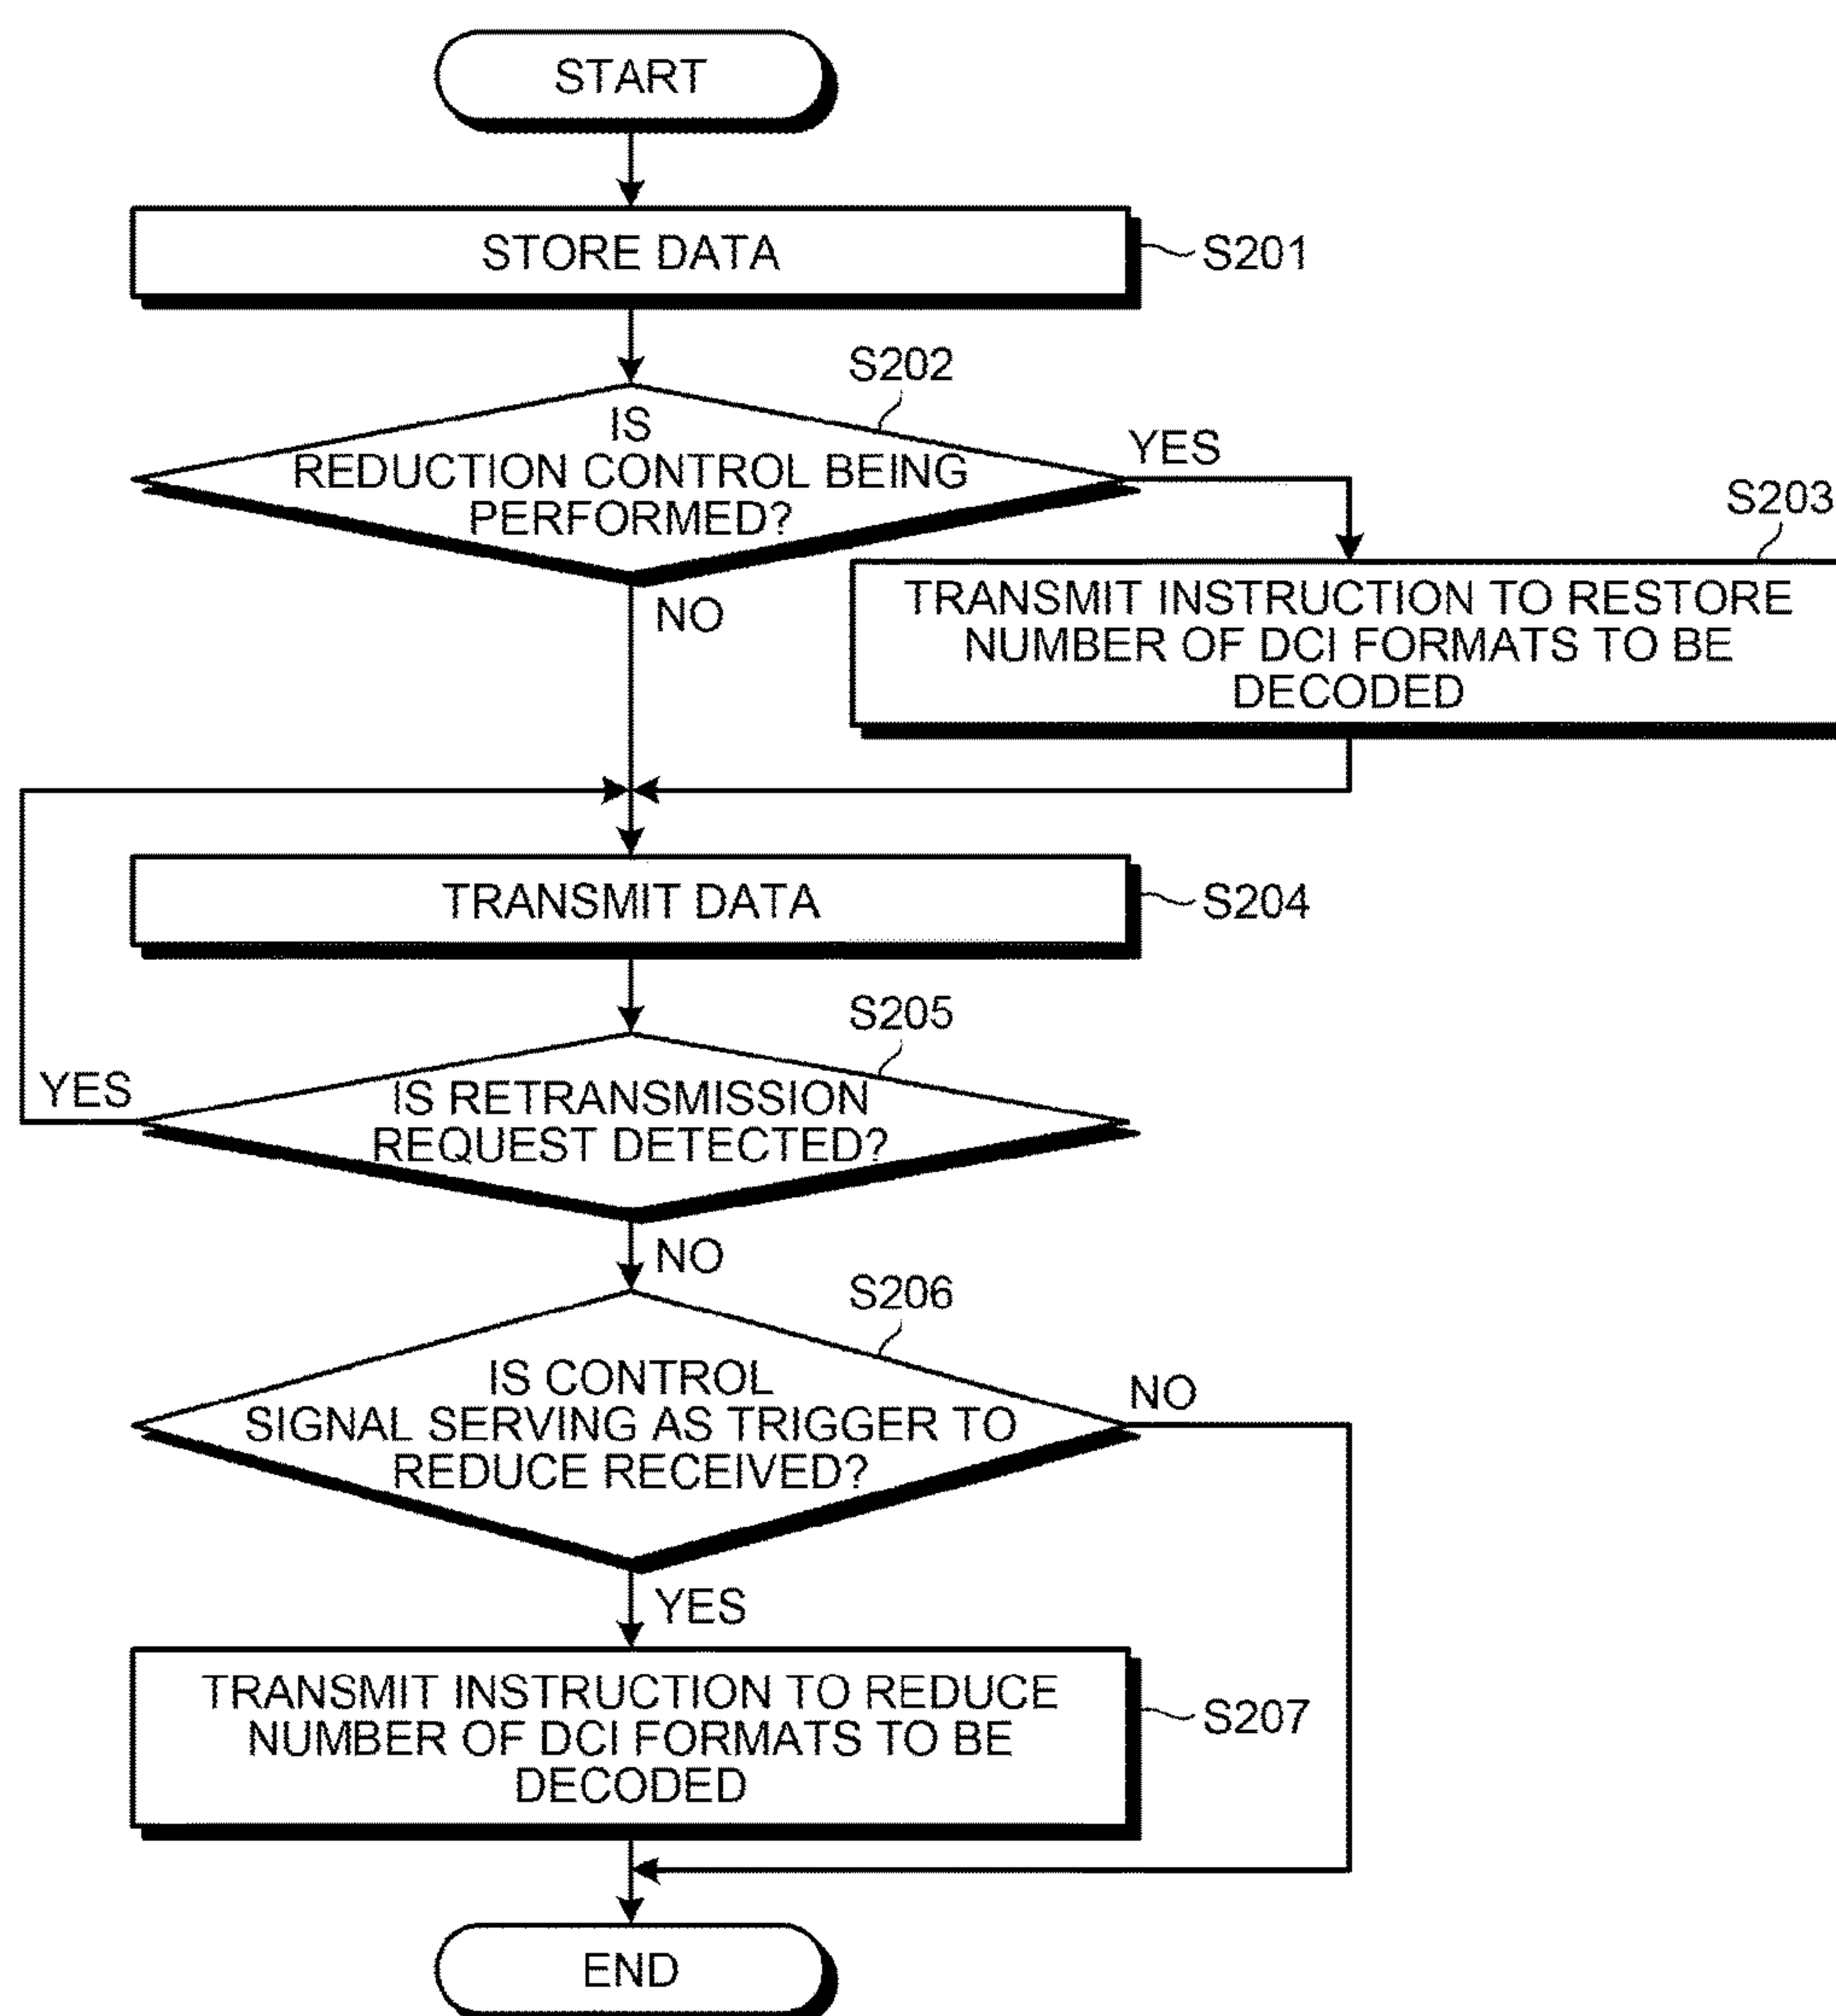 START
STORE DATA
S201
S202
IS
REDUCTION CONTROL BEING
PERFORMED?
YES
NO
S203
TRANSMIT INSTRUCTION TO RESTORE
NUMBER OF DCI FORMATS TO BE
DECODED
TRANSMIT DATA
S204
S205
IS RETRANSMISSION
REQUEST DETECTED?
YES
NO
S206
IS CONTROL
SIGNAL SERVING AS TRIGGER TO
REDUCE RECEIVED?
NO
YES
TRANSMIT INSTRUCTION TO REDUCE
NUMBER OF DCI FORMATS TO BE
DECODED
S207
END